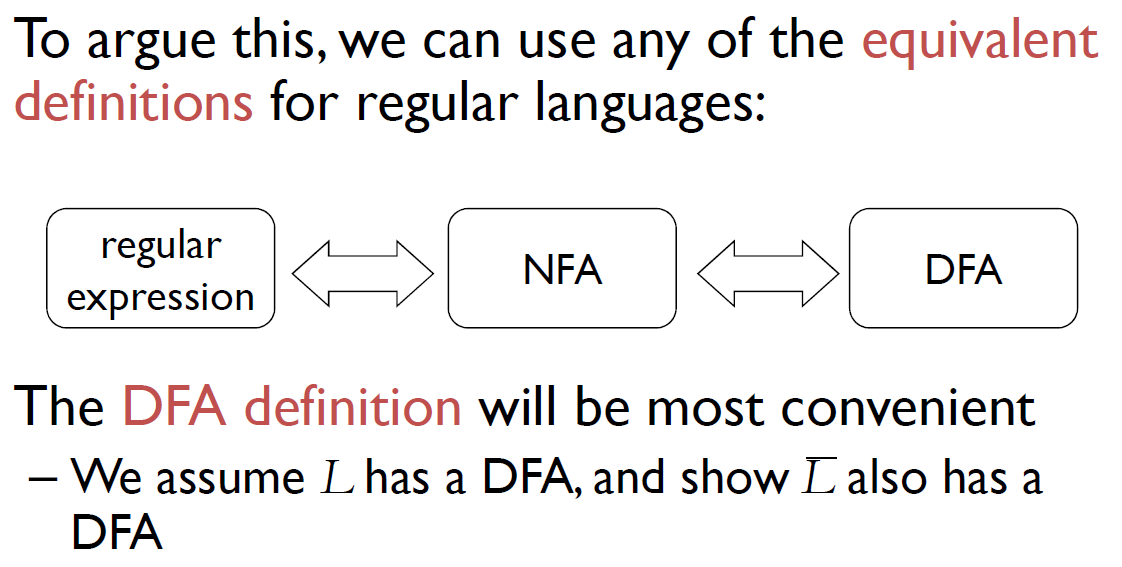 To argue this, we can use any of the equivalent
definitions for regular languages:
regular
expression
NFA
DFA
The DFA definition will be most convenient
– We assume L has a DFA, and show L̅ also has a
DFA